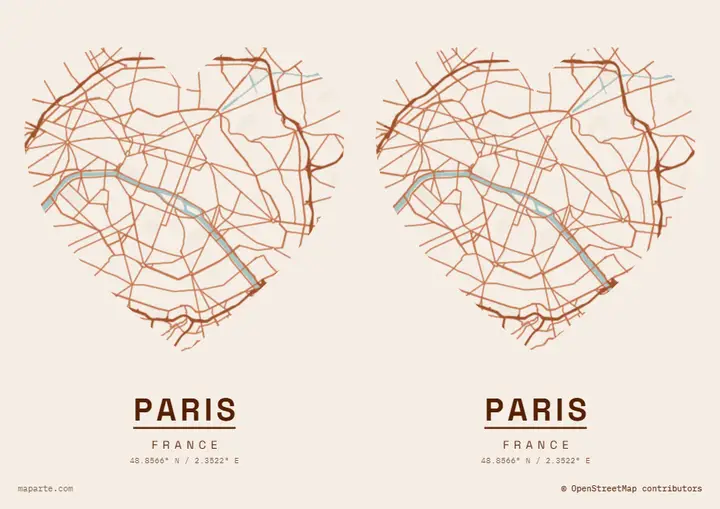 PARIS
FRANCE
48.8566° N / 2.3522° E
PARIS
FRANCE
48.8566° N / 2.3522° E
maparte.com
© OpenStreetMap contributors